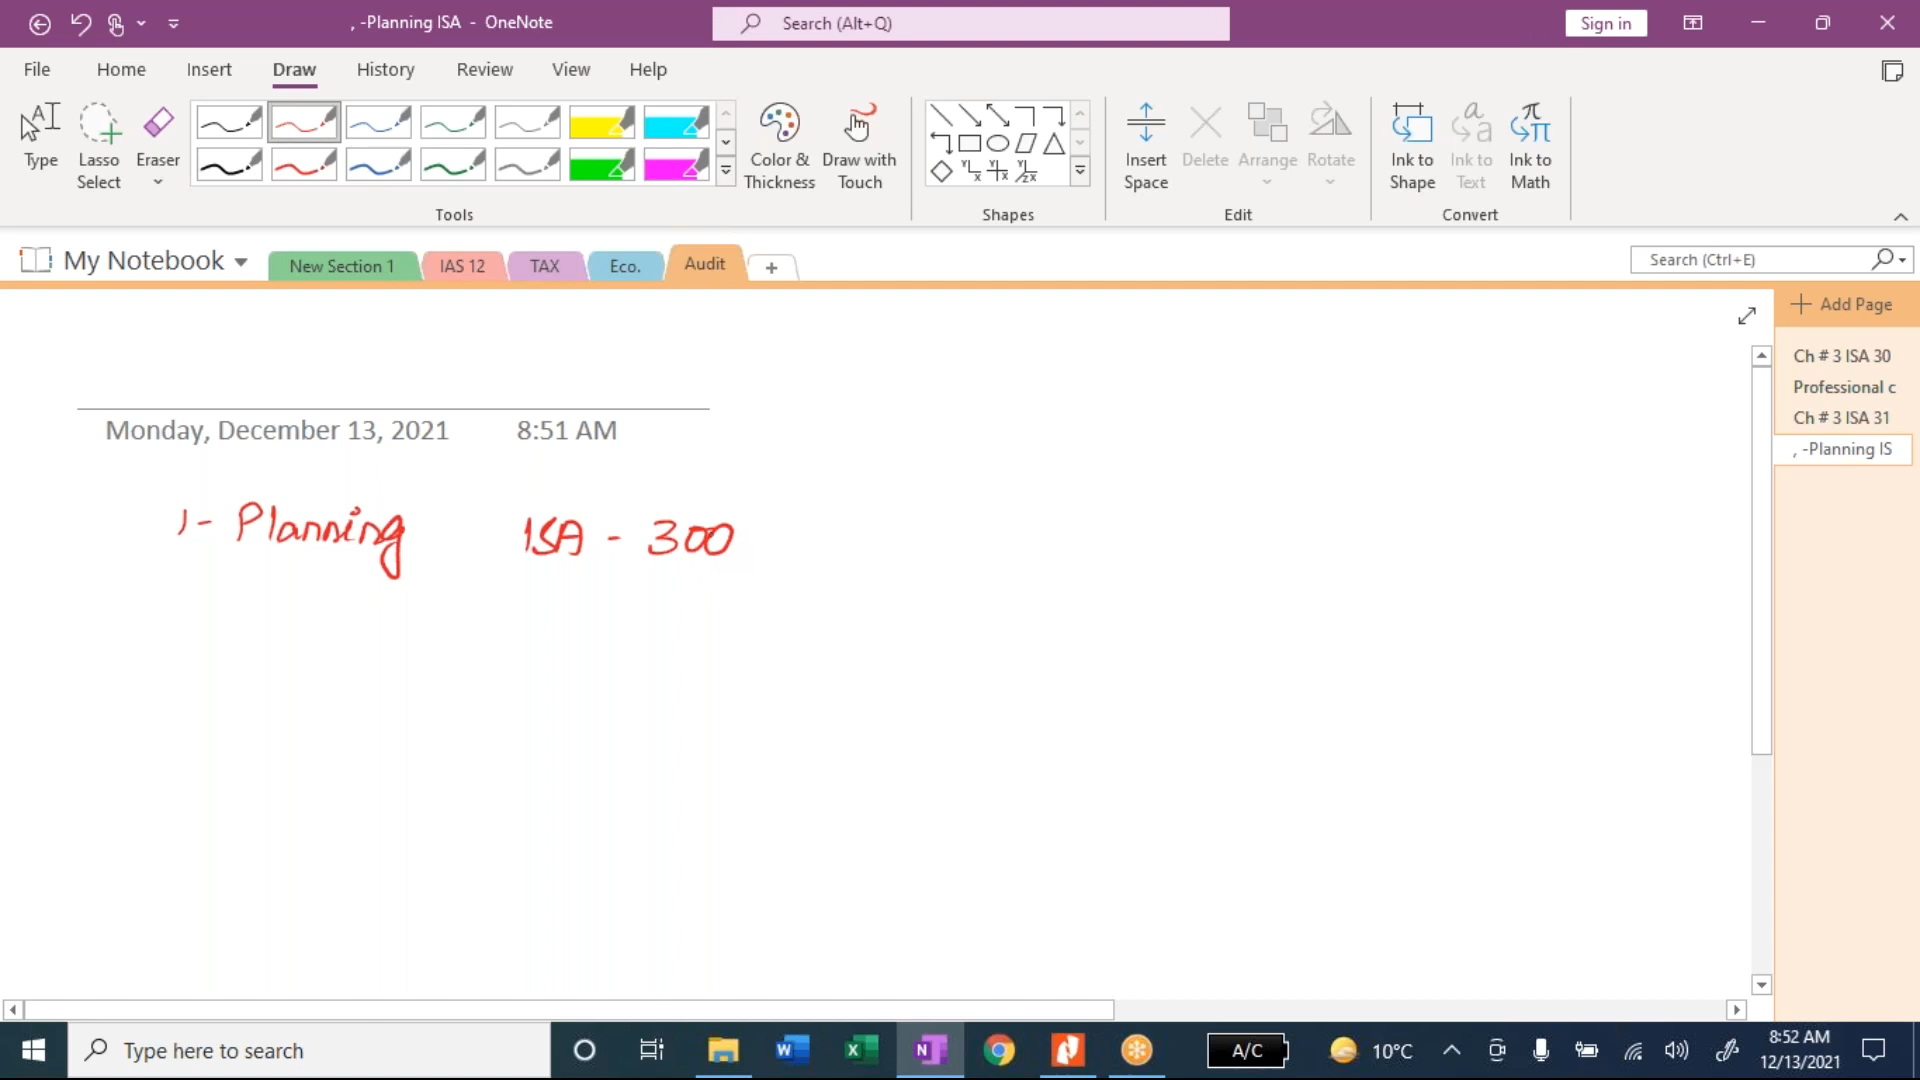 , -Planning ISA - OneNote
Search (Alt+Q)
Sign in
File Home Insert Draw History Review View Help
Type
Lasso Select
Eraser
Color & Thickness
Draw with Touch
Insert Space
Delete
Arrange
Rotate
Ink to Shape
Ink to Text
Ink to Math
Tools Shapes Edit Convert
My Notebook
New Section 1 IAS 12 TAX Eco. Audit +
Search (Ctrl+E)
Add Page
Ch # 3 ISA 30
Professional c
Ch # 3 ISA 31
, -Planning IS
Monday, December 13, 2021 8:51 AM
1- Planning ISA - 300
Type here to search
A/C
10°C
8:52 AM
12/13/2021